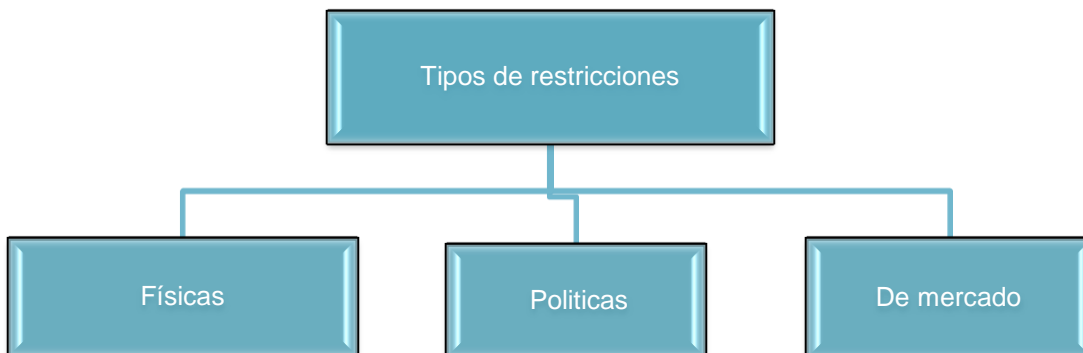 Tipos de restricciones
Físicas
Politicas
De mercado